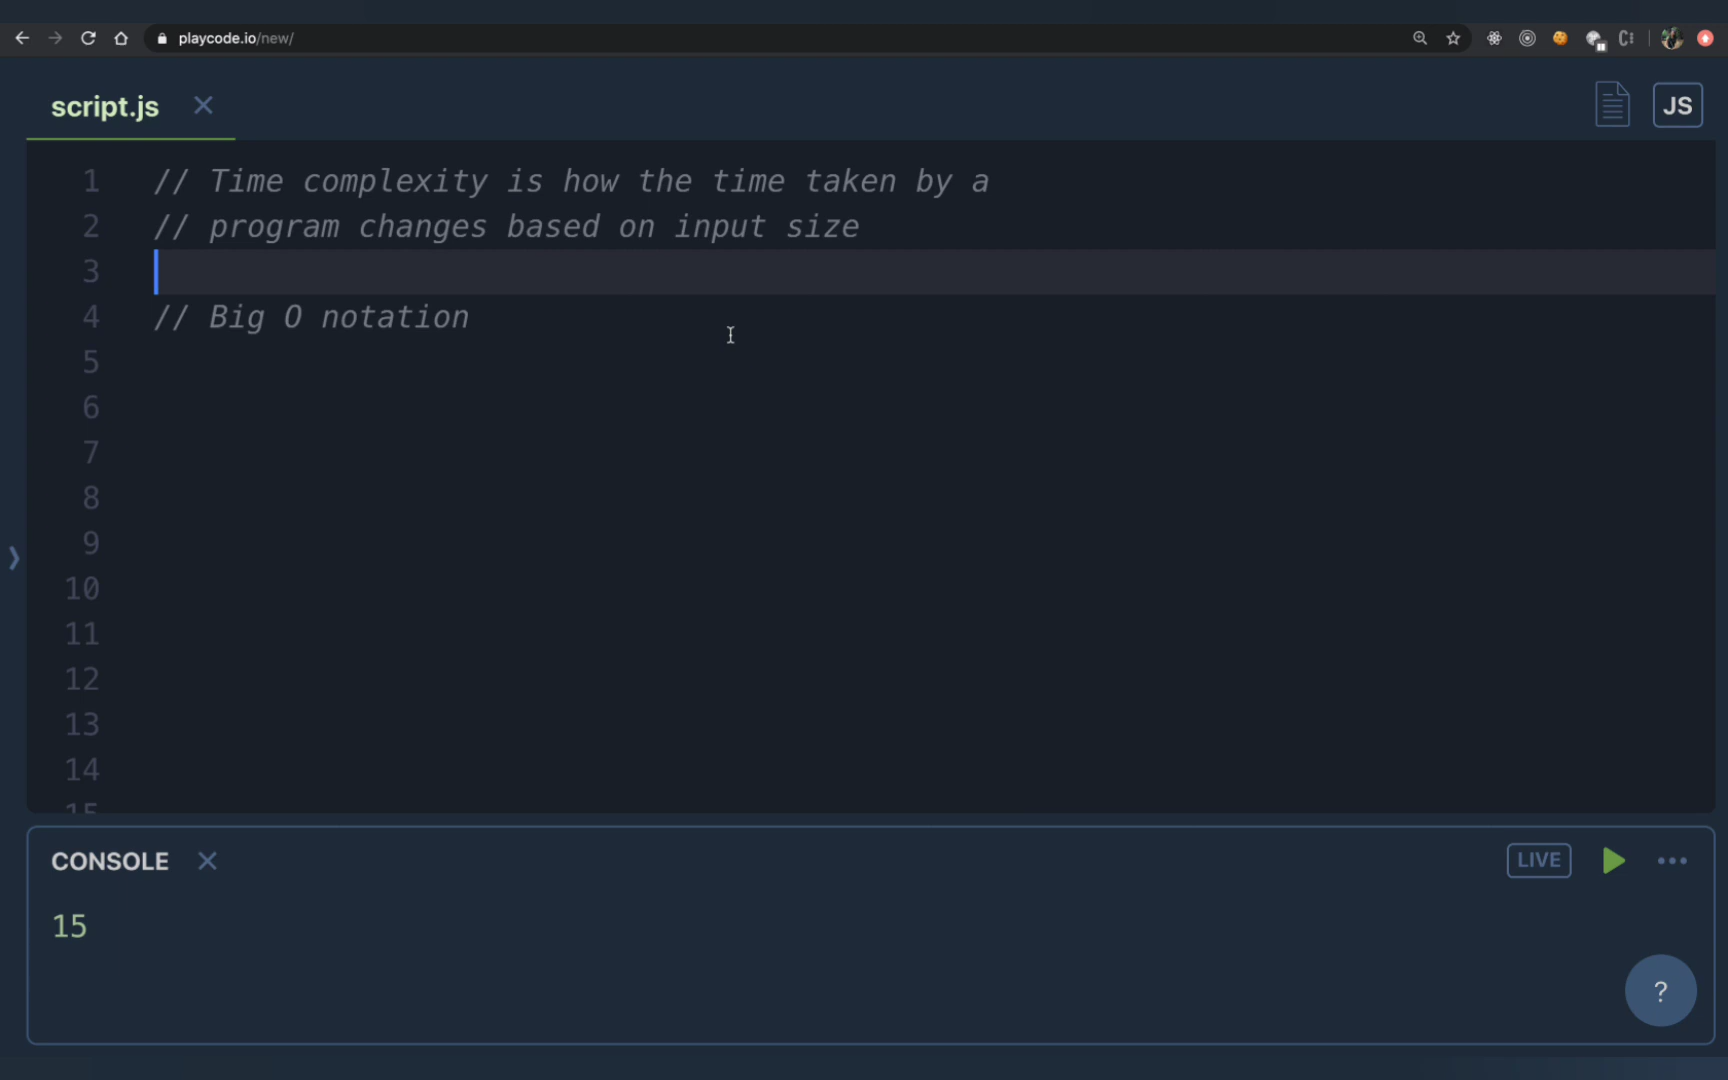 playcode.io/new/
script.js
JS
1 // Time complexity is how the time taken by a
2 // program changes based on input size
3
4 // Big O notation
5
6
7
8
9
10
11
12
13
14
15
CONSOLE
LIVE
15
?